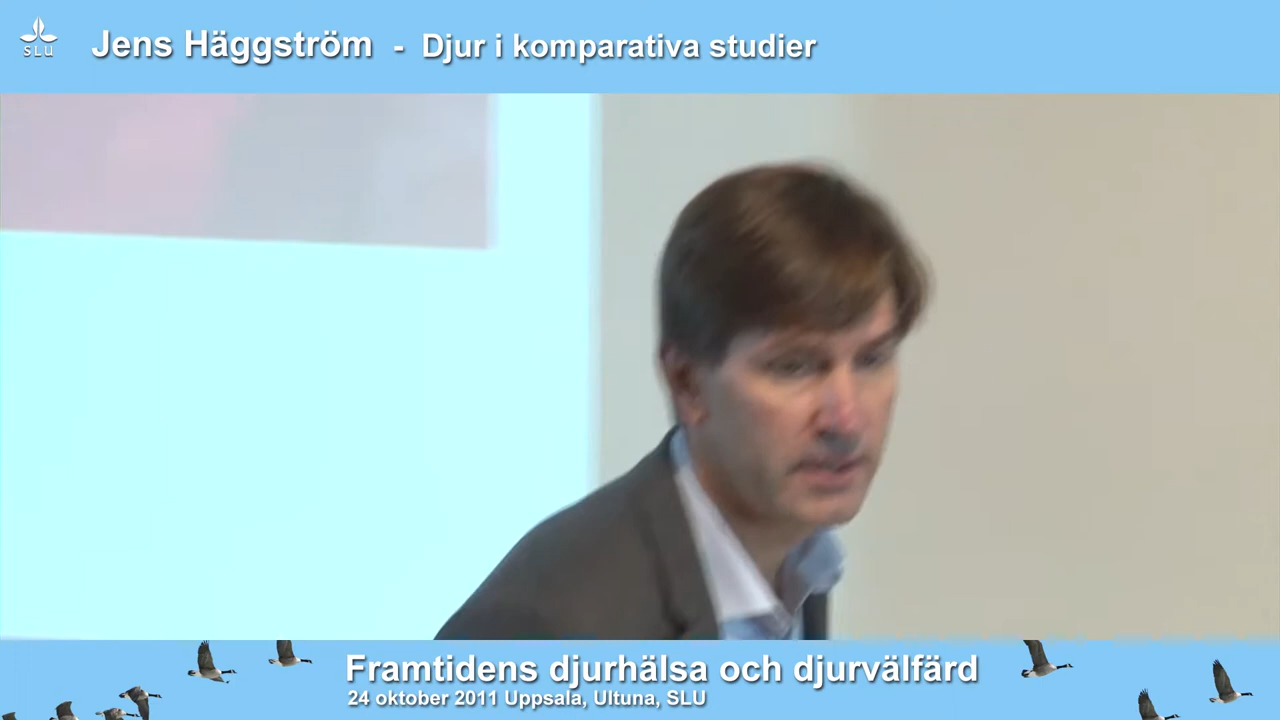 SLU
Jens Häggström - Djur i komparativa studier
Framtidens djurhälsa och djurvälfärd
24 oktober 2011 Uppsala, Ultuna, SLU